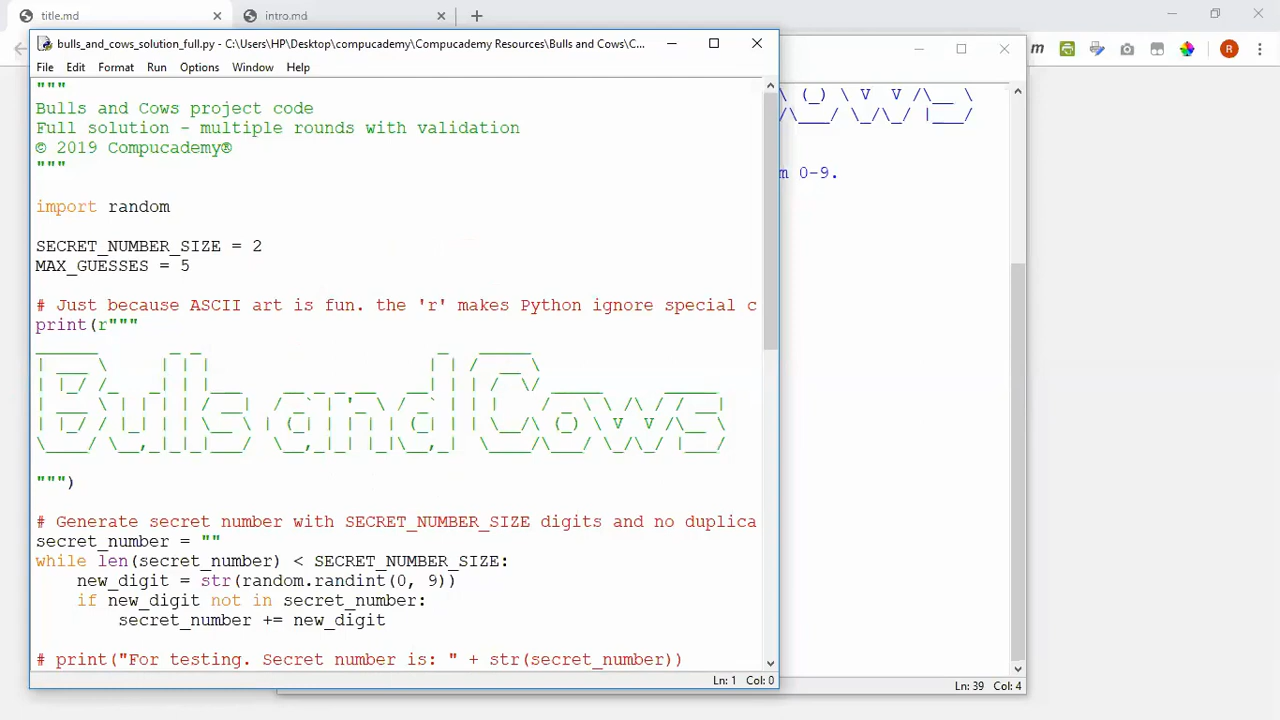 title.md
intro.md
bulls_and_cows_solution_full.py - C:\Users\HP\Desktop\compucademy\Compucademy Resources\Bulls and Cows\C...
File Edit Format Run Options Window Help
"""
Bulls and Cows project code
Full solution - multiple rounds with validation
© 2019 Compucademy®
"""
import random
SECRET_NUMBER_SIZE = 2
MAX_GUESSES = 5
# Just because ASCII art is fun. the 'r' makes Python ignore special c
print(r"""
Bulls and Cows
""")
# Generate secret number with SECRET_NUMBER_SIZE digits and no duplica
secret_number = ""
while len(secret_number) < SECRET_NUMBER_SIZE:
    new_digit = str(random.randint(0, 9))
    if new_digit not in secret_number:
        secret_number += new_digit
# print("For testing. Secret number is: " + str(secret_number))
Ln: 1 Col: 0
m 0-9.
Ln: 39 Col: 4
m
R